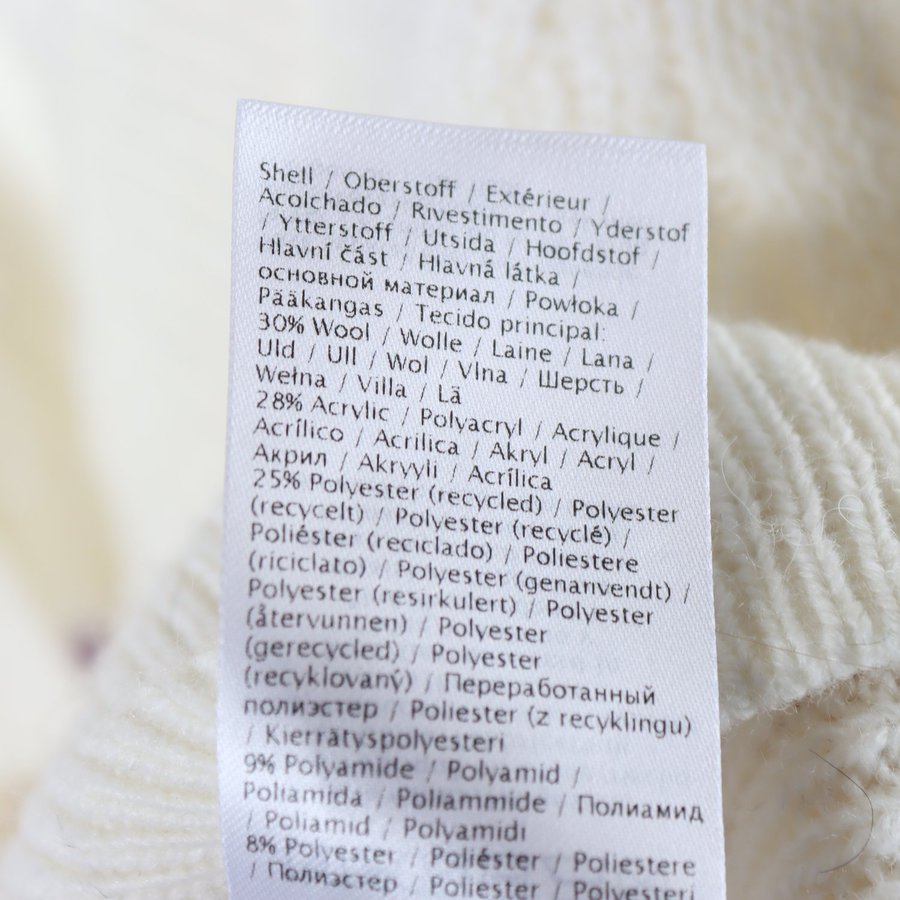 Shell / Oberstoff / Extérieur /
Acolchado / Rivestimento / Yderstof
/ Ytterstoff / Utsida / Hoofdstof /
Hlavní část / Hlavná látka /
основной материал / Powłoka /
Pääkangas / Tecido principal:
30% Wool / Wolle / Laine / Lana /
Uld / Ull / Wol / Vlna / Шерсть /
Wełna / Villa / Lã
28% Acrylic / Polyacryl / Acrylique /
Acrílico / Acrilica / Akryl / Acryl /
Акрил / Akryyli / Acrílica
25% Polyester (recycled) / Polyester
(recycelt) / Polyester (recyclé) /
Poliéster (reciclado) / Poliestere
(riciclato) / Polyester (genanvendt) /
Polyester (resirkulert) / Polyester
(återvunnen) / Polyester
(gerecycled) / Polyester
(recyklovaný) / Переработанный
полиэстер / Poliester (z recyklingu)
/ Kierrätyspolyesteri
9% Polyamide / Polyamid /
Poliamida / Poliammide / Полиамид
/ Poliamid / Polyamidi
8% Polyester / Poliéster / Poliestere
/ Полиэстер / Poliester / Polyesteri